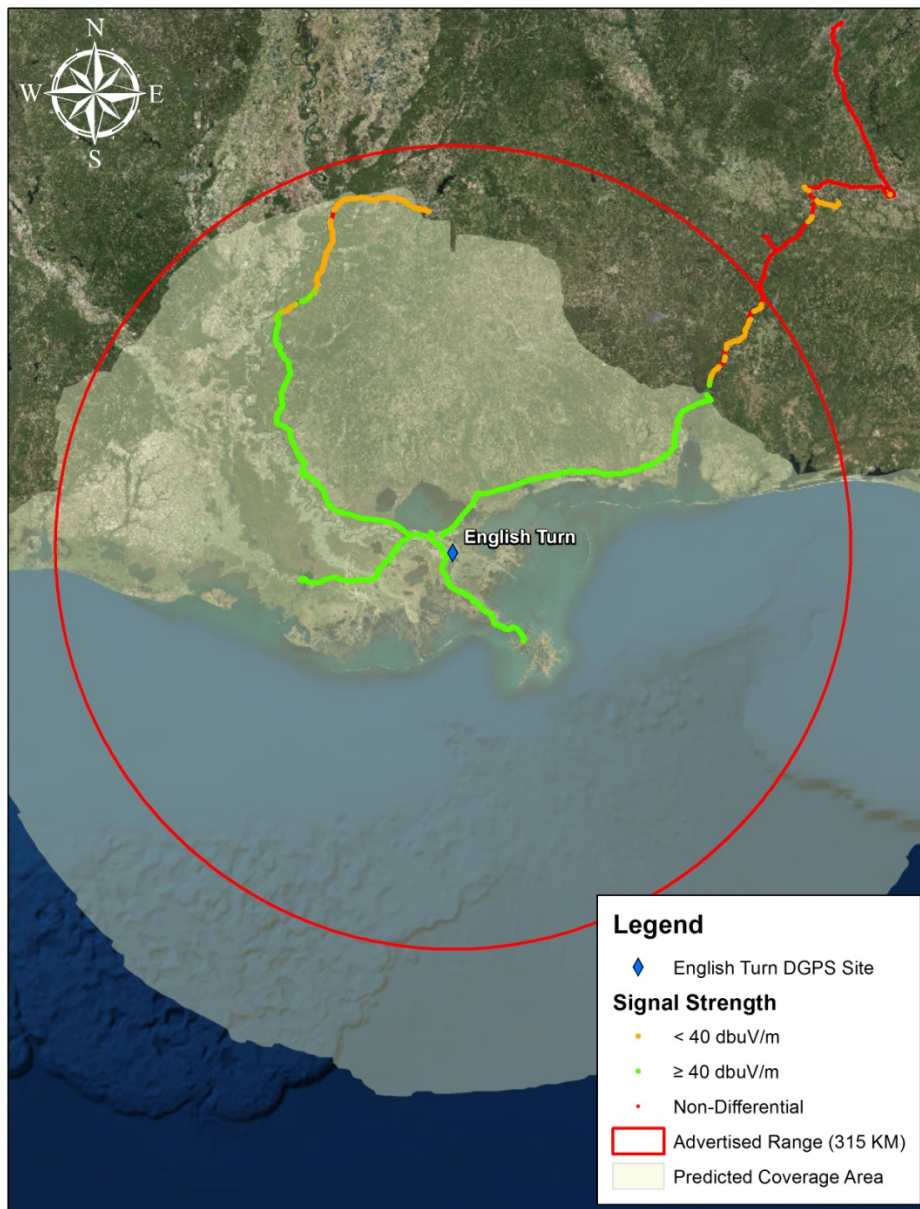 N
W E
S
English Turn
Legend
English Turn DGPS Site
Signal Strength
< 40 dbuV/m
≥ 40 dbuV/m
Non-Differential
Advertised Range (315 KM)
Predicted Coverage Area